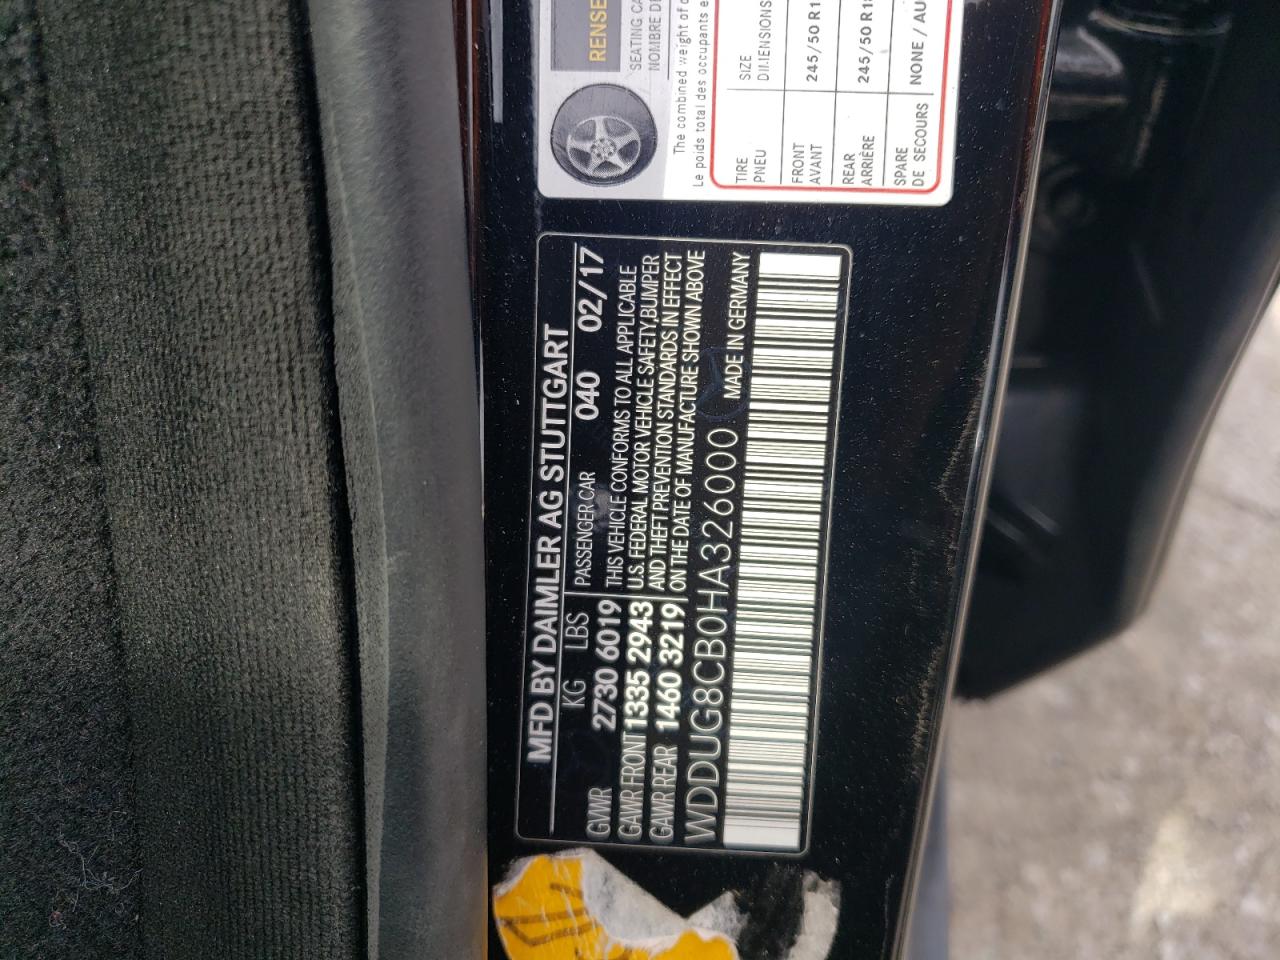 MFD BY DAIMLER AG STUTTGART
KG LBS PASSENGER CAR 040 02/17
GVWR 2730 6019
GAWR FRONT 1335 2943
GAWR REAR 1460 3219
THIS VEHICLE CONFORMS TO ALL APPLICABLE
U.S. FEDERAL MOTOR VEHICLE SAFETY,BUMPER
AND THEFT PREVENTION STANDARDS IN EFFECT
ON THE DATE OF MANUFACTURE SHOWN ABOVE
WDDUG8CB0HA326000 MADE IN GERMANY
RENSE
SEATING CA
NOMBRE DE
The combined weight of
Le poids total des occupants e
TIRE SIZE
PNEU DIMENSIONS
FRONT
AVANT 245/50 R1
REAR
ARRIÈRE 245/50 R1
SPARE
DE SECOURS NONE / AU